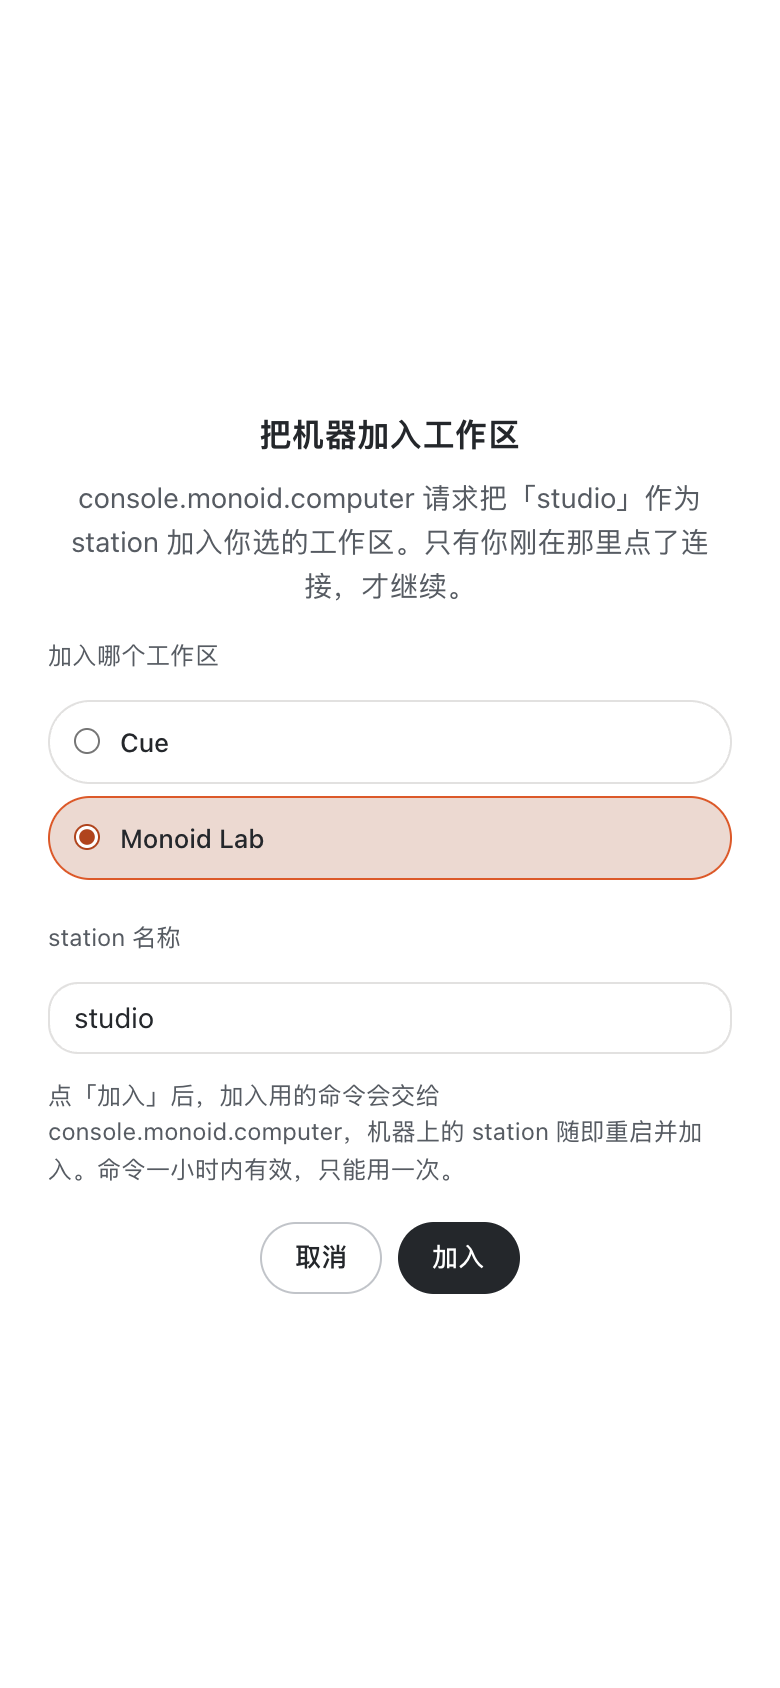 把机器加入工作区
console.monoid.computer 请求把「studio」作为
station 加入你选的工作区。只有你刚在那里点了连
接，才继续。
加入哪个工作区
Cue
Monoid Lab
station 名称
studio
点「加入」后，加入用的命令会交给
console.monoid.computer，机器上的 station 随即重启并加
入。命令一小时内有效，只能用一次。
取消
加入